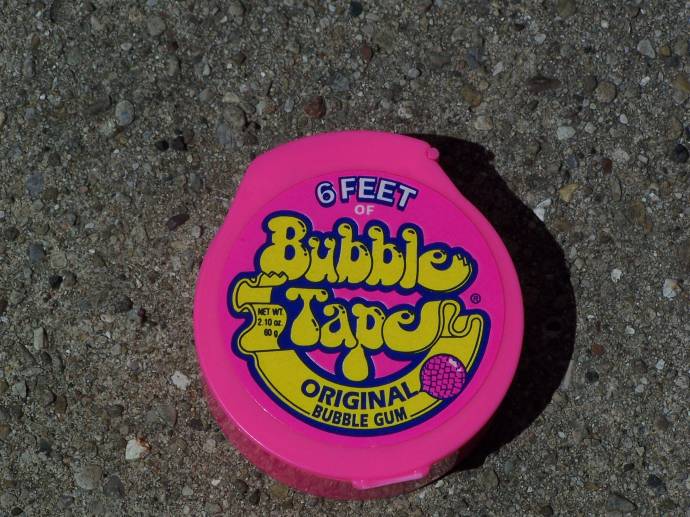 6 FEET
OF
Bubble
Tape
®
NET WT.
2.10 oz.
60 g
ORIGINAL
BUBBLE GUM